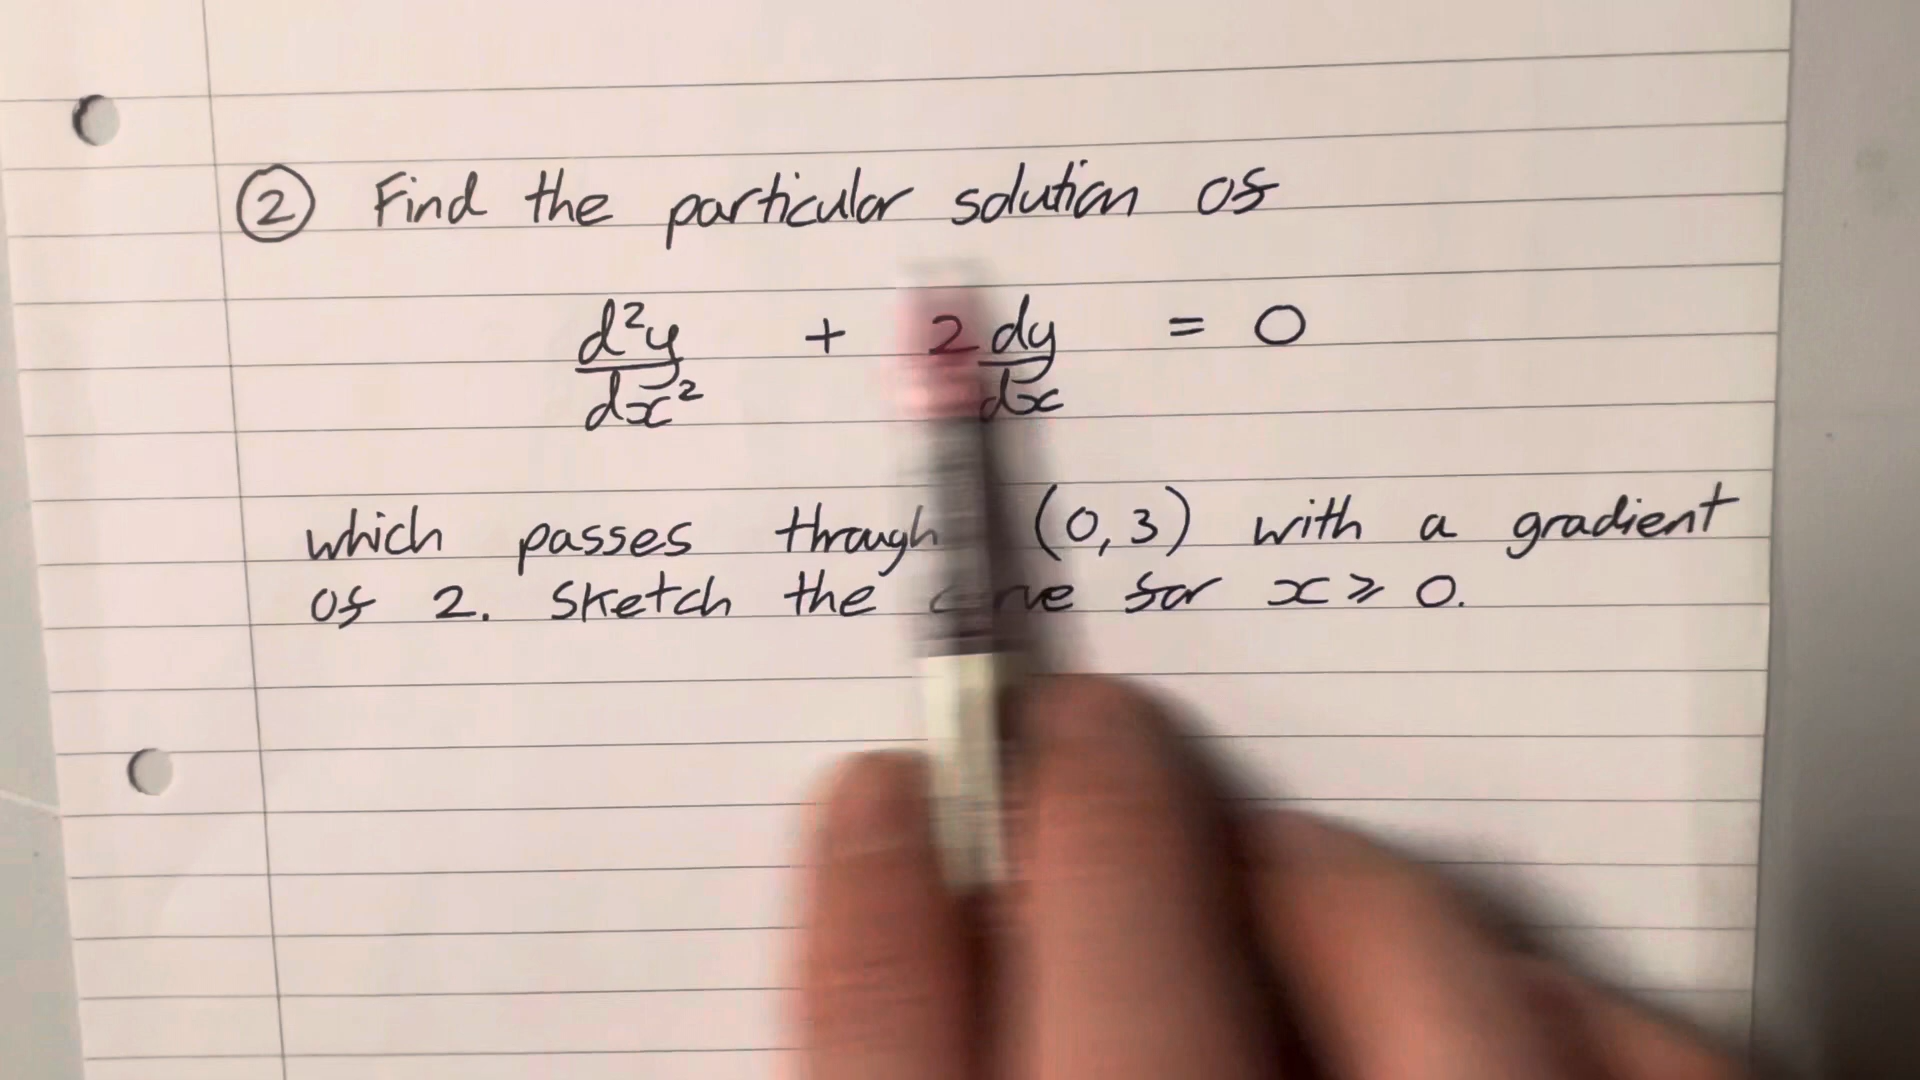 ② Find the particular solution of
d²y/dx² + 2 dy/dx = 0
which passes through (0,3) with a gradient
of 2. Sketch the curve for x ⩾ 0.